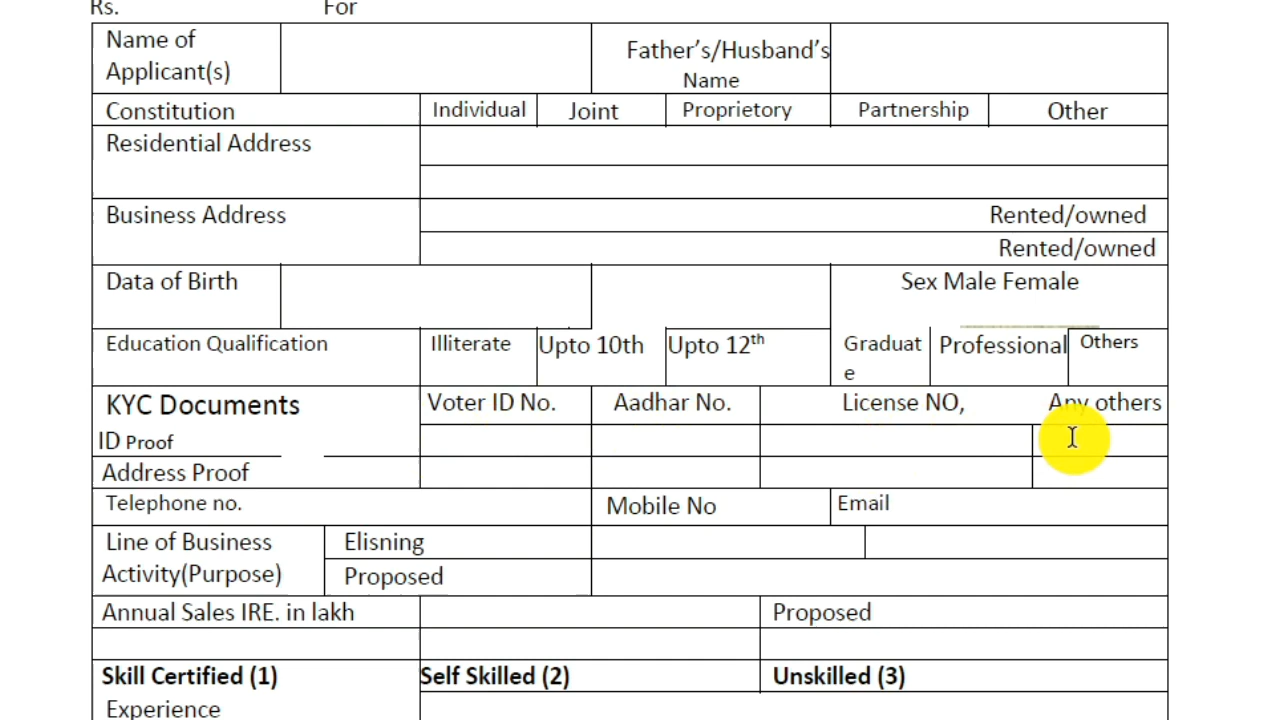 Rs. For
Name of Applicant(s) Father's/Husband's Name
Constitution Individual Joint Proprietory Partnership Other
Residential Address
Business Address Rented/owned
Rented/owned
Data of Birth Sex Male Female
Education Qualification Illiterate Upto 10th Upto 12th Graduat e Professional Others
KYC Documents Voter ID No. Aadhar No. License NO, Any others
ID Proof
Address Proof
Telephone no. Mobile No Email
Line of Business Elisning
Activity(Purpose) Proposed
Annual Sales IRE. in lakh Proposed
Skill Certified (1) Self Skilled (2) Unskilled (3)
Experience